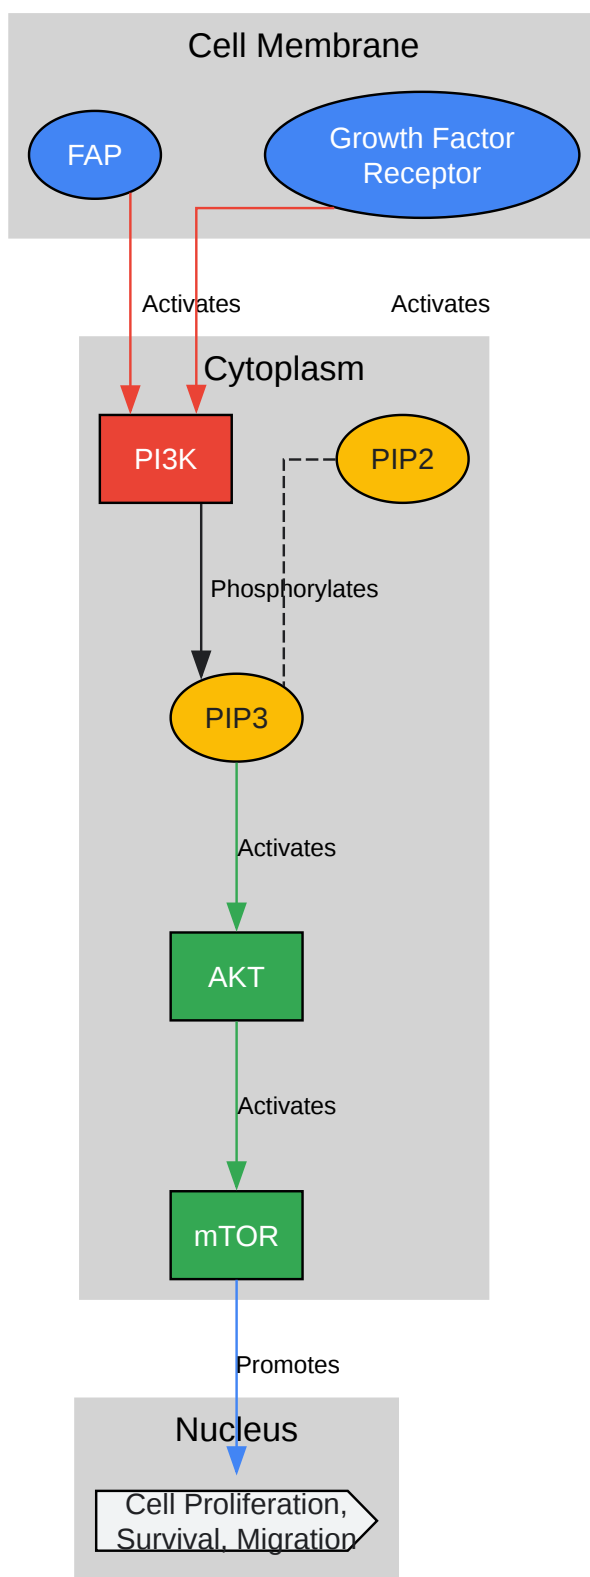 Cell Membrane
FAP
Growth Factor
Receptor
Activates
Activates
Cytoplasm
PI3K
PIP2
Phosphorylates
PIP3
Activates
AKT
Activates
mTOR
Promotes
Nucleus
Cell Proliferation,
Survival, Migration